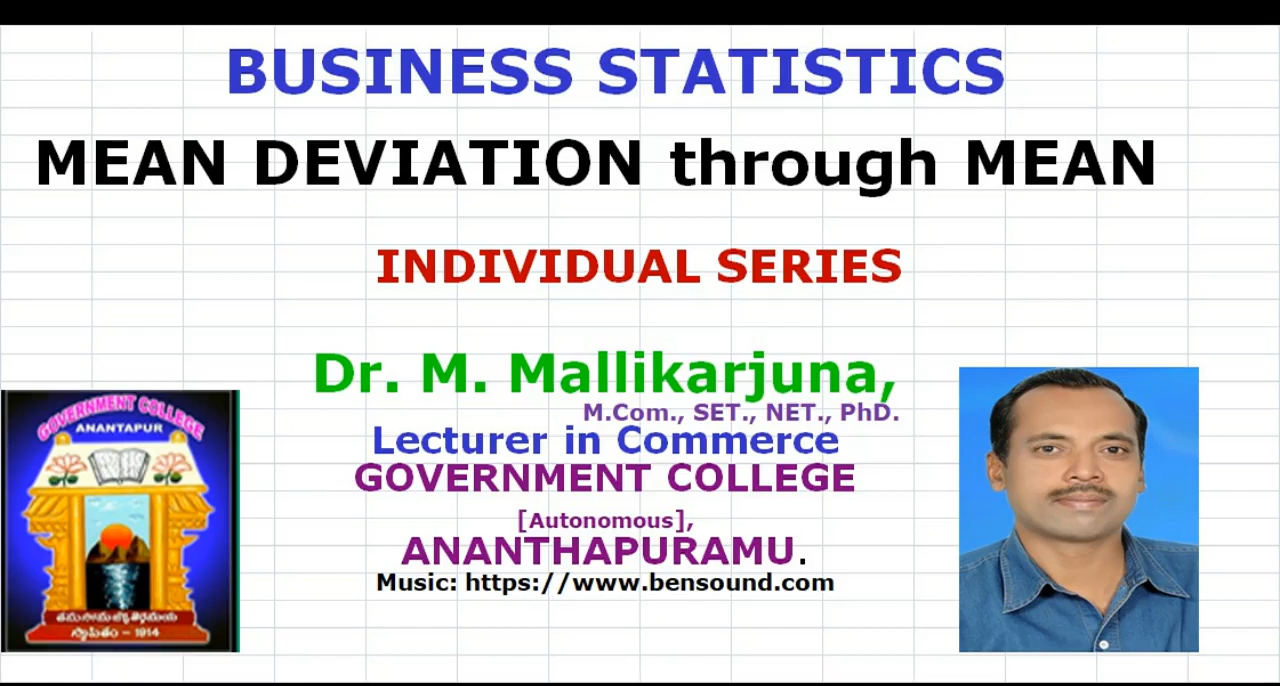 BUSINESS STATISTICS
MEAN DEVIATION through MEAN
INDIVIDUAL SERIES
Dr. M. Mallikarjuna,
M.Com., SET., NET., PhD.
Lecturer in Commerce
GOVERNMENT COLLEGE
[Autonomous],
ANANTHAPURAMU.
Music: https://www.bensound.com
GOVERNMENT COLLEGE
ANANTAPUR
స్థాపితం - 1914